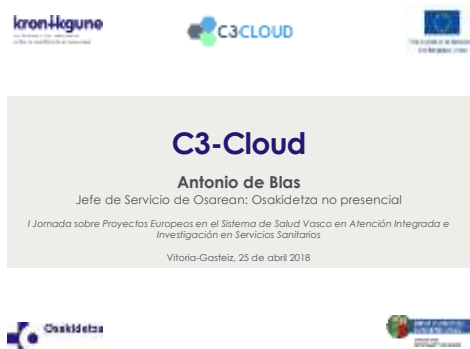 kronikgune
C3CLOUD
C3-Cloud
Antonio de Blas
Jefe de Servicio de Osarean: Osakidetza no presencial
I Jornada sobre Proyectos Europeos en el Sistema de Salud Vasco en Atención Integrada e
Investigación en Servicios Sanitarios
Vitoria-Gasteiz, 25 de abril 2018
Osakidetza